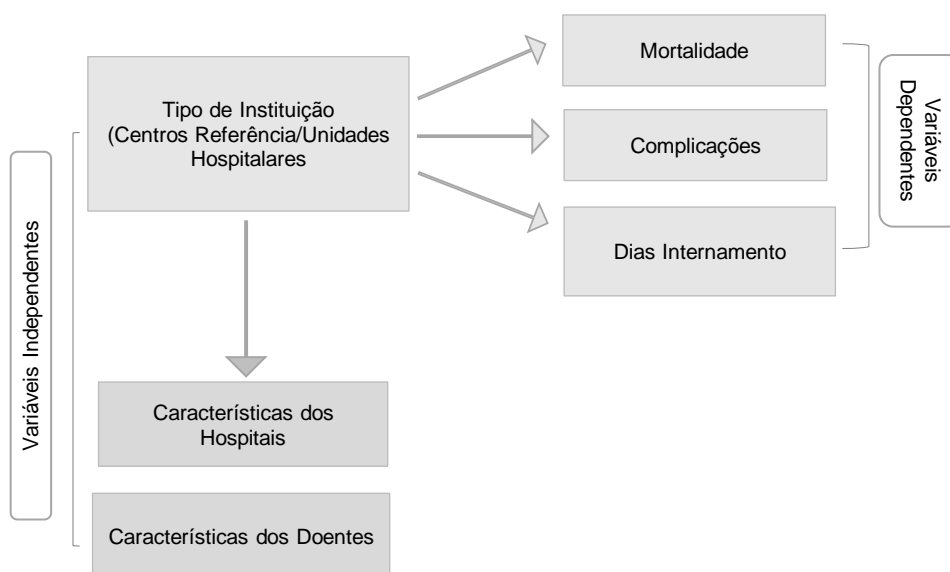 Tipo de Instituição
(Centros Referência/Unidades
Hospitalares
Mortalidade
Complicações
Dias Internamento
Variáveis
Dependentes
Variáveis Independentes
Características dos
Hospitais
Características dos Doentes